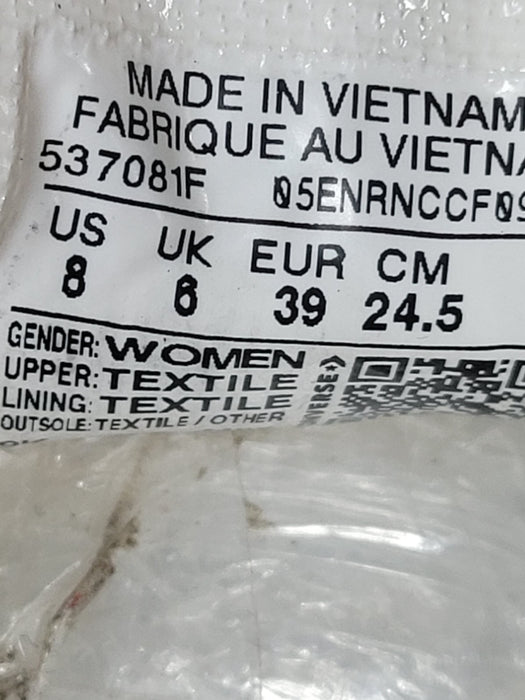 MADE IN VIETNAM
FABRIQUE AU VIETNA
537081F 05ENRNCCF09
US UK EUR CM
8 6 39 24.5
GENDER: WOMEN
UPPER: TEXTILE
LINING: TEXTILE
OUTSOLE: TEXTILE / OTHER